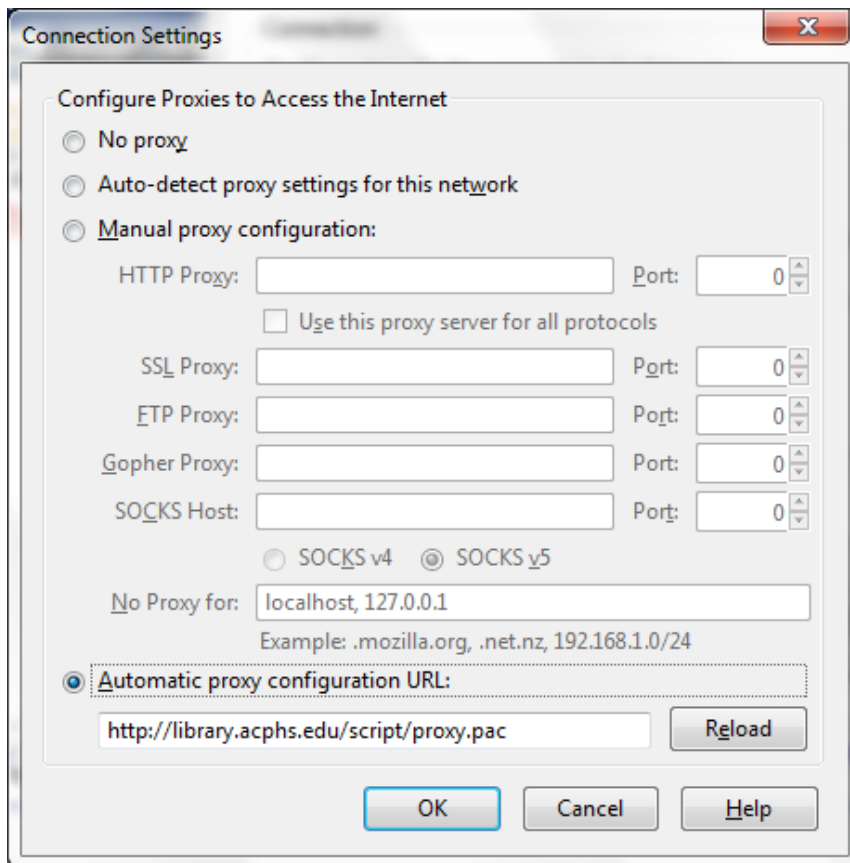 Connection Settings
Configure Proxies to Access the Internet
No proxy
Auto-detect proxy settings for this network
Manual proxy configuration:
HTTP Proxy: Port: 0
Use this proxy server for all protocols
SSL Proxy: Port: 0
FTP Proxy: Port: 0
Gopher Proxy: Port: 0
SOCKS Host: Port: 0
SOCKS v4 SOCKS v5
No Proxy for: localhost, 127.0.0.1
Example: .mozilla.org, .net.nz, 192.168.1.0/24
Automatic proxy configuration URL:
http://library.acphs.edu/script/proxy.pac Reload
OK Cancel Help